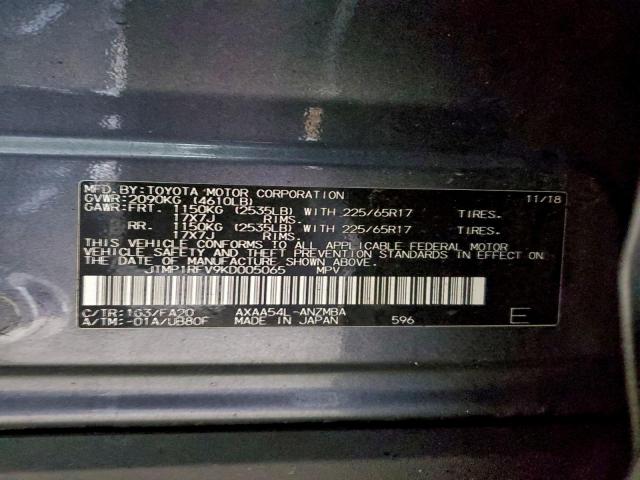 MFD.BY:TOYOTA MOTOR CORPORATION 11/18
GVWR:2090KG (4610LB)
GAWR:FRT. 1150KG (2535LB) WITH 225/65R17 TIRES.
17X7J RIMS.
RR. 1150KG (2535LB) WITH 225/65R17 TIRES.
17X7J RIMS.
THIS VEHICLE CONFORMS TO ALL APPLICABLE FEDERAL MOTOR
VEHICLE SAFETY AND THEFT PREVENTION STANDARDS IN EFFECT ON
THE DATE OF MANUFACTURE SHOWN ABOVE.
JTMP1RFV9KD005065 MPV
C/TR:1G3/FA20 AXAA54L-ANZMBA
A/TM:-01A/UB80F MADE IN JAPAN 596 E